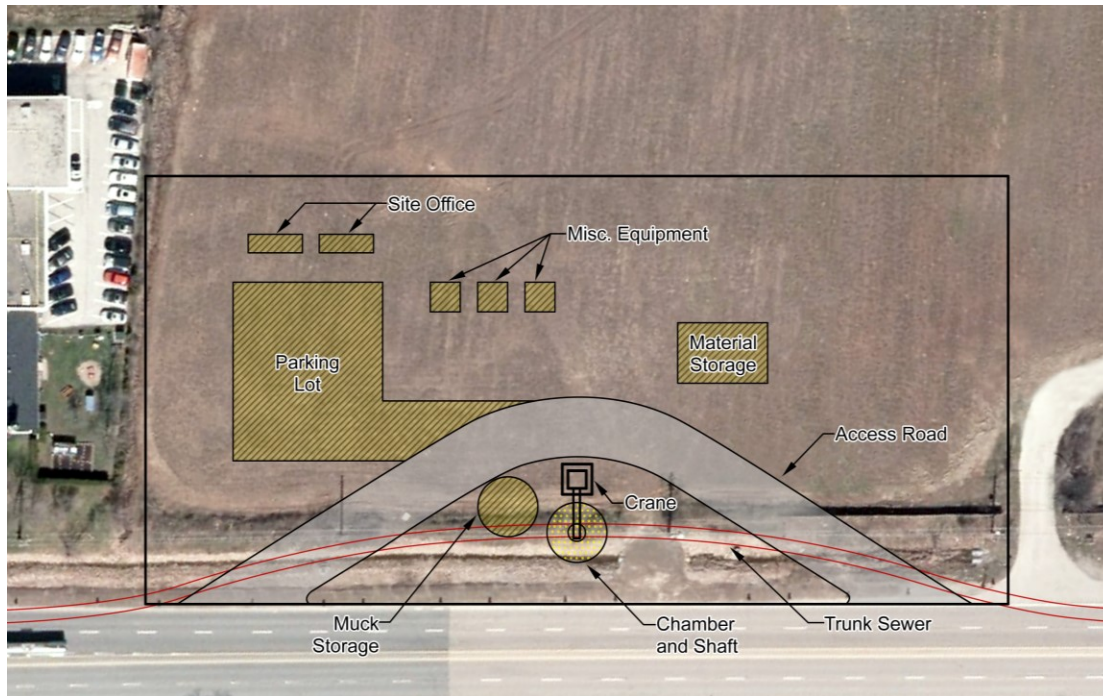 Site Office
Misc. Equipment
Parking
Lot
Material
Storage
Access Road
Crane
Muck
Storage
Chamber
and Shaft
Trunk Sewer